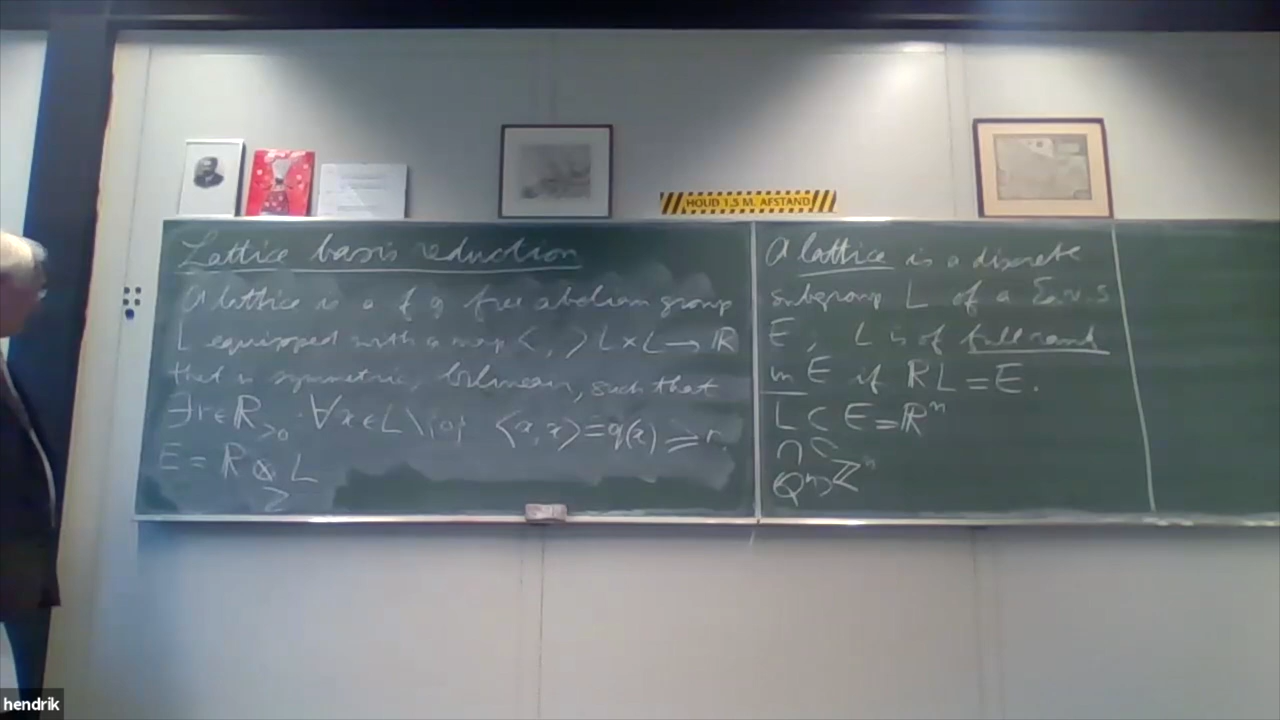 HOUD 1,5 M. AFSTAND
Lattice basis reduction
A lattice is a f g free abelian group
L equipped with a map < , > L × L → ℝ
that is symmetric, bilinear, such that
∃ r ∈ ℝ_{>0} . ∀ x ∈ L \ {0} <x, x> = q(x) ⩾ r.
E = ℝ ⊗_ℤ L
A lattice is a discrete
subgroup L of a E.v.s
E, L is of full rank
in E if ℝL = E.
L ⊂ E = ℝⁿ
∩ ⊂
ℚⁿ ⊃ ℤⁿ
hendrik